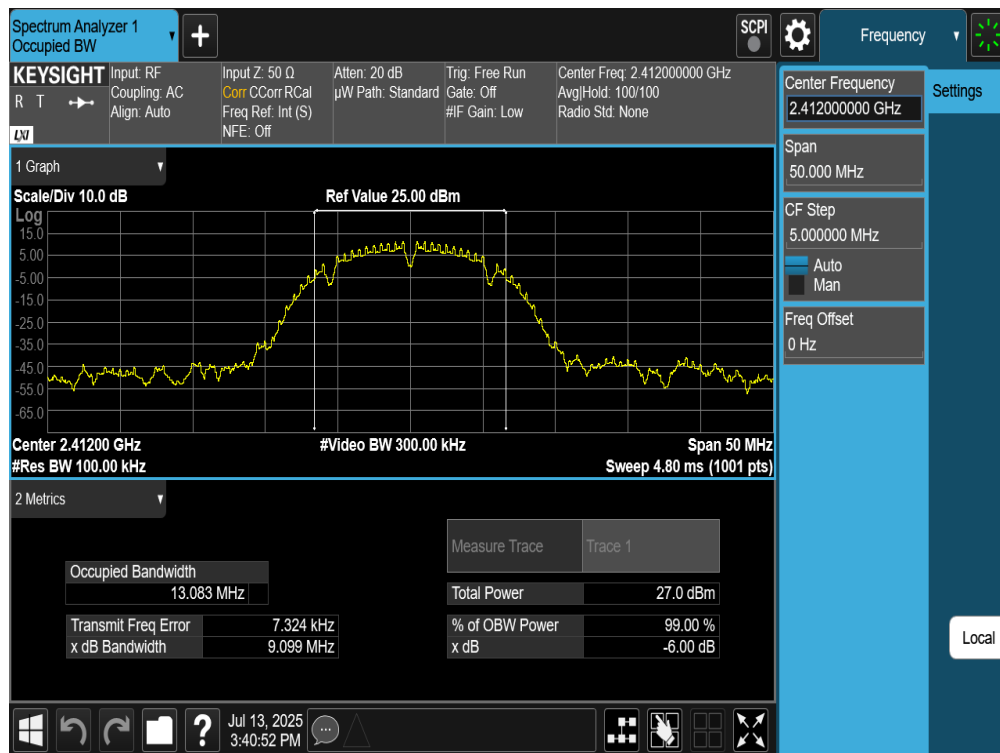 Spectrum Analyzer 1
Occupied BW
+
SCPI
Frequency
KEYSIGHT
R T
LXI
Input: RF
Coupling: AC
Align: Auto
Input Z: 50 Ω
Corr CCorr RCal
Freq Ref: Int (S)
NFE: Off
Atten: 20 dB
µW Path: Standard
Trig: Free Run
Gate: Off
#IF Gain: Low
Center Freq: 2.412000000 GHz
Avg|Hold: 100/100
Radio Std: None
Center Frequency
2.412000000 GHz
Settings
Span
50.000 MHz
CF Step
5.000000 MHz
Auto
Man
Freq Offset
0 Hz
Local
1 Graph
Scale/Div 10.0 dB
Ref Value 25.00 dBm
Log
15.0
5.00
-5.00
-15.0
-25.0
-35.0
-45.0
-55.0
-65.0
Center 2.41200 GHz
#Video BW 300.00 kHz
Span 50 MHz
#Res BW 100.00 kHz
Sweep 4.80 ms (1001 pts)
2 Metrics
Measure Trace
Trace 1
Occupied Bandwidth
13.083 MHz
Total Power
27.0 dBm
Transmit Freq Error
7.324 kHz
% of OBW Power
99.00 %
x dB Bandwidth
9.099 MHz
x dB
-6.00 dB
?
Jul 13, 2025
3:40:52 PM